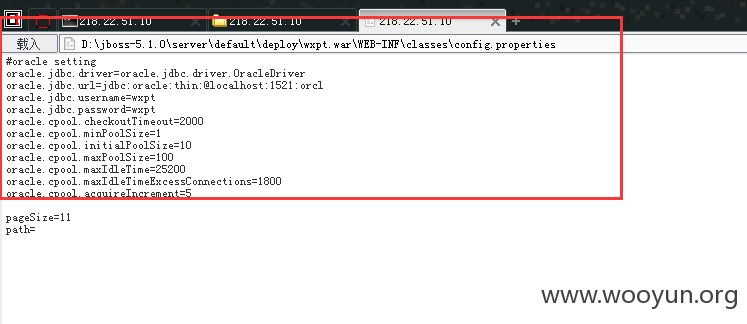 218.22.51.10
218.22.51.10
218.22.51.10
载入
D:\jboss-5.1.0\server\default\deploy\wxpt.war\WEB-INF\classes\config.properties
#oracle setting
oracle.jdbc.driver=oracle.jdbc.driver.OracleDriver
oracle.jdbc.url=jdbc:oracle:thin:@localhost:1521:orcl
oracle.jdbc.username=wxpt
oracle.jdbc.password=wxpt
oracle.cpool.checkoutTimeout=2000
oracle.cpool.minPoolSize=1
oracle.cpool.initialPoolSize=10
oracle.cpool.maxPoolSize=100
oracle.cpool.maxIdleTime=25200
oracle.cpool.maxIdleTimeExcessConnections=1800
oracle.cpool.acquireIncrement=5
pageSize=11
path=
www.wooyun.org